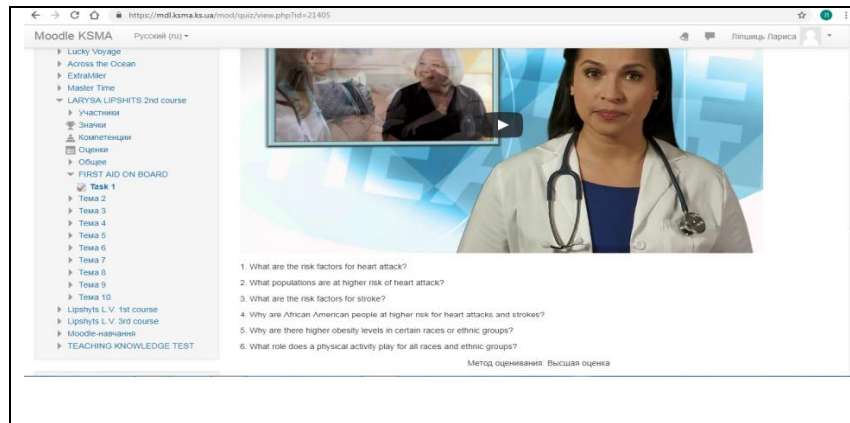 https://mdl.ksma.ks.ua/mod/quiz/view.php?id=21405
Moodle KSMA
Русский (ru)
Ліпшиць Лариса
Lucky Voyage
Across the Ocean
ExtraMiler
Master Time
LARYSA LIPSHITS 2nd course
Участники
Значки
Компетенции
Оценки
Общее
FIRST AID ON BOARD
Task 1
Тема 2
Тема 3
Тема 4
Тема 5
Тема 6
Тема 7
Тема 8
Тема 9
Тема 10
Lipshyts L.V. 1st course
Lipshyts L.V. 3rd course
Moodle-навчання
TEACHING KNOWLEDGE TEST
1. What are the risk factors for heart attack?
2. What populations are at higher risk of heart attack?
3. What are the risk factors for stroke?
4. Why are African American people at higher risk for heart attacks and strokes?
5. Why are there higher obesity levels in certain races or ethnic groups?
6. What role does a physical activity play for all races and ethnic groups?
Метод оценивания: Высшая оценка